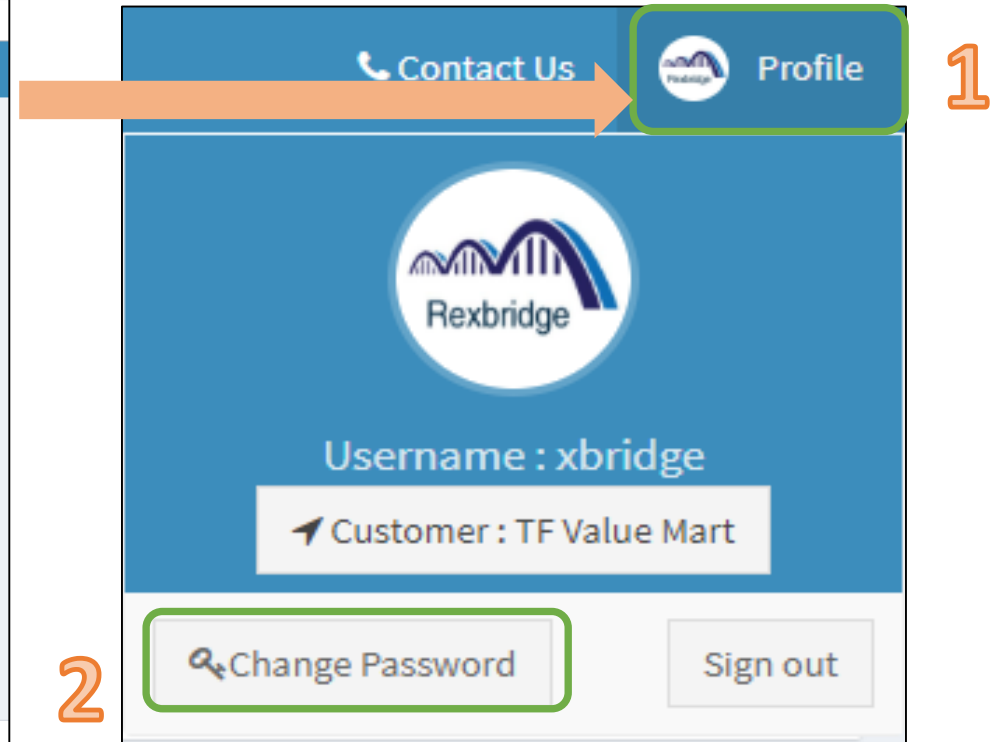 Contact Us
Profile
1
Rexbridge
Username : xbridge
Customer : TF Value Mart
Change Password
Sign out
2